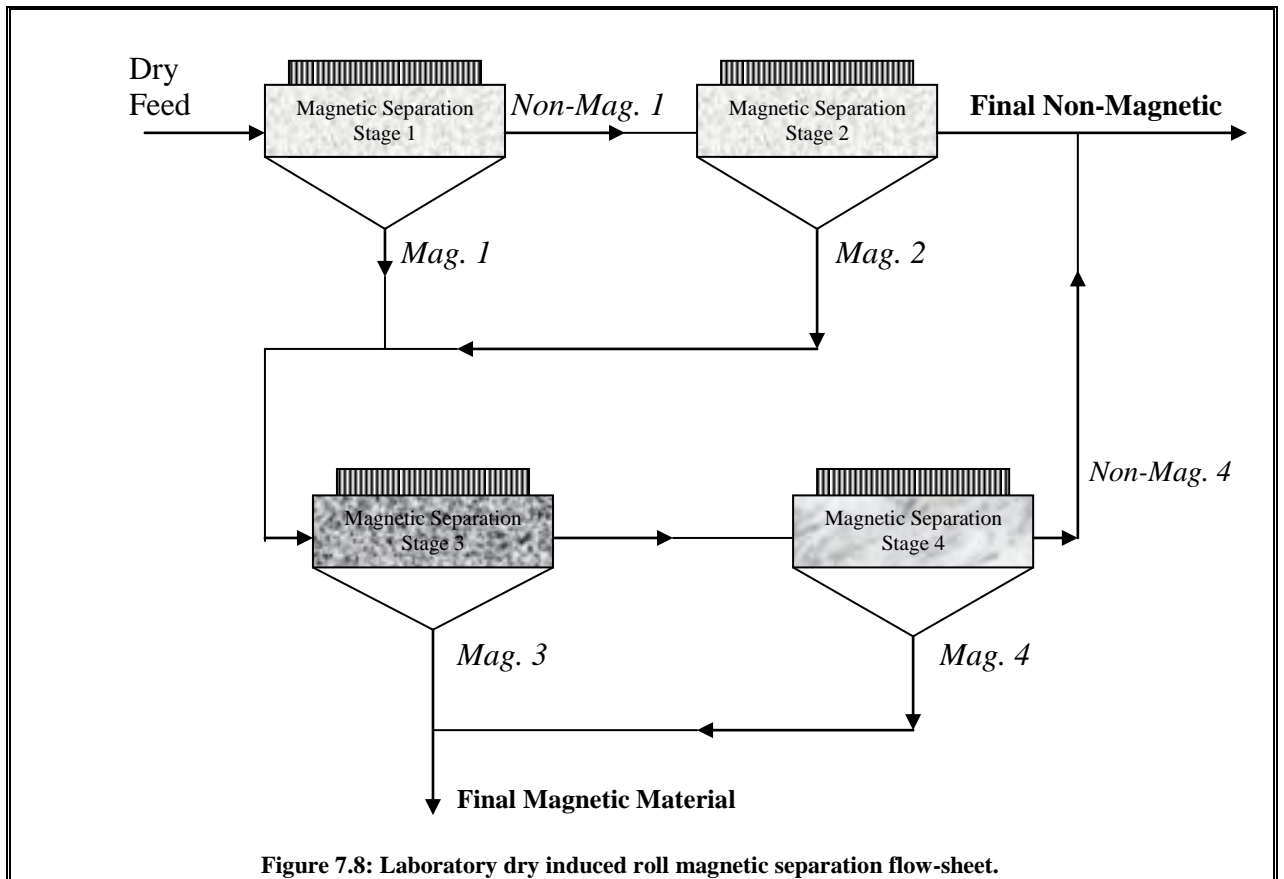 Dry
Feed
Magnetic Separation
Stage 1
Non-Mag. 1
Magnetic Separation
Stage 2
Final Non-Magnetic
Mag. 1
Mag. 2
Magnetic Separation
Stage 3
Magnetic Separation
Stage 4
Non-Mag. 4
Mag. 3
Mag. 4
Final Magnetic Material
Figure 7.8: Laboratory dry induced roll magnetic separation flow-sheet.